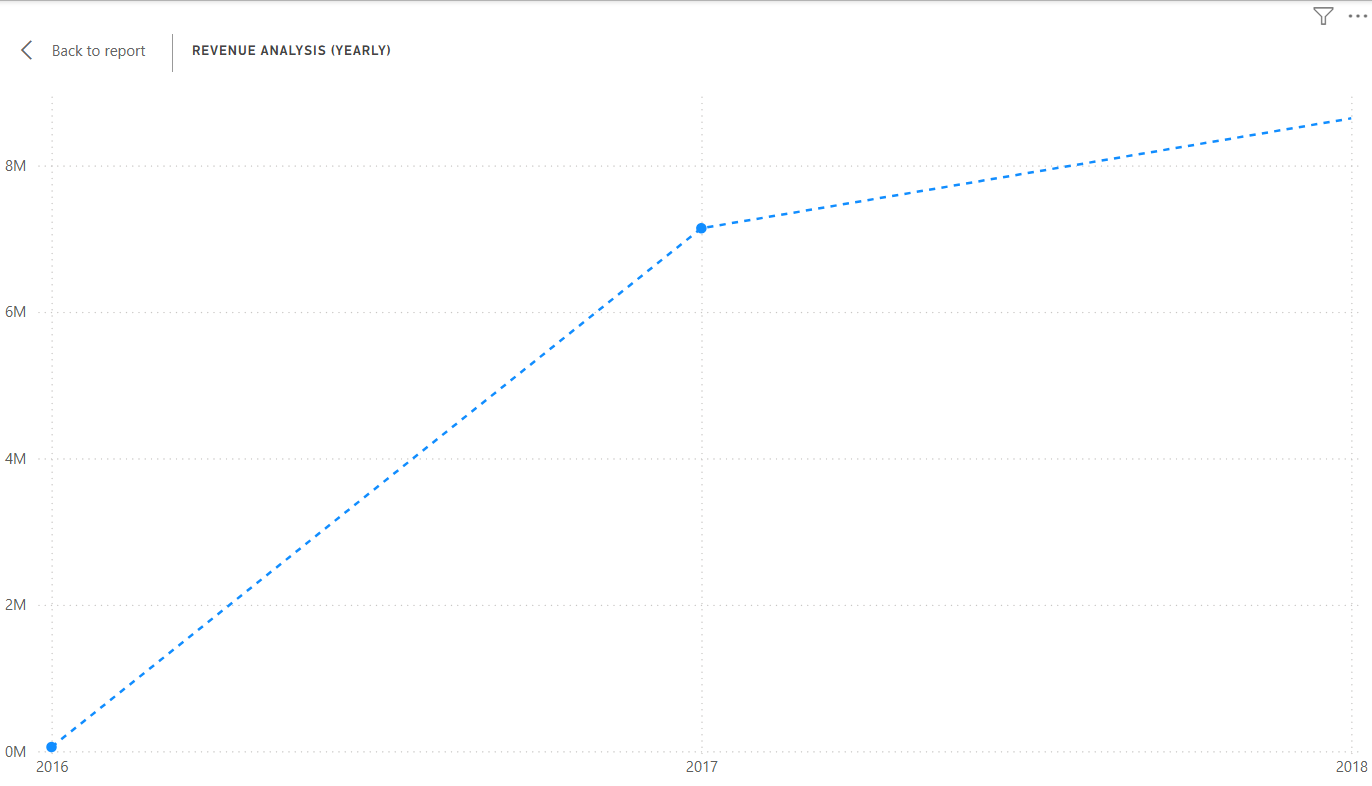 Back to report
REVENUE ANALYSIS (YEARLY)
8M
6M
4M
2M
0M
2016 2017 2018